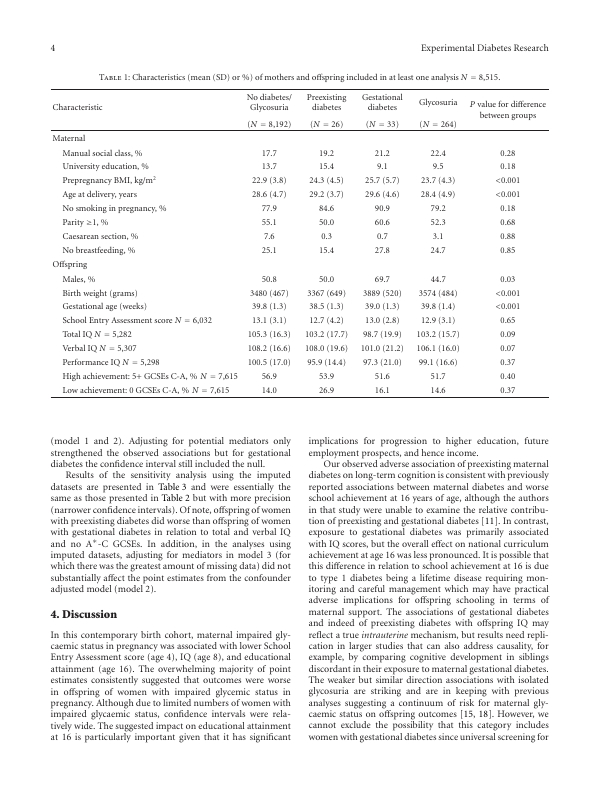 4 Experimental Diabetes Research
Table 1: Characteristics (mean (SD) or %) of mothers and offspring included in at least one analysis N = 8,515.
Characteristic No diabetes/ Glycosuria Preexisting diabetes Gestational diabetes Glycosuria P value for difference between groups
(N = 8,192) (N = 26) (N = 33) (N = 264)
Maternal
Manual social class, % 17.7 19.2 21.2 22.4 0.28
University education, % 13.7 15.4 9.1 9.5 0.18
Prepregnancy BMI, kg/m² 22.9 (3.8) 24.3 (4.5) 25.7 (5.7) 23.7 (4.3) <0.001
Age at delivery, years 28.6 (4.7) 29.2 (3.7) 29.6 (4.6) 28.4 (4.9) <0.001
No smoking in pregnancy, % 77.9 84.6 90.9 79.2 0.18
Parity ≥1, % 55.1 50.0 60.6 52.3 0.68
Caesarean section, % 7.6 0.3 0.7 3.1 0.88
No breastfeeding, % 25.1 15.4 27.8 24.7 0.85
Offspring
Males, % 50.8 50.0 69.7 44.7 0.03
Birth weight (grams) 3480 (467) 3367 (649) 3889 (520) 3574 (484) <0.001
Gestational age (weeks) 39.8 (1.3) 38.5 (1.3) 39.0 (1.3) 39.8 (1.4) <0.001
School Entry Assessment score N = 6,032 13.1 (3.1) 12.7 (4.2) 13.0 (2.8) 12.9 (3.1) 0.65
Total IQ N = 5,282 105.3 (16.3) 103.2 (17.7) 98.7 (19.9) 103.2 (15.7) 0.09
Verbal IQ N = 5,307 108.2 (16.6) 108.0 (19.6) 101.0 (21.2) 106.1 (16.0) 0.07
Performance IQ N = 5,298 100.5 (17.0) 95.9 (14.4) 97.3 (21.0) 99.1 (16.6) 0.37
High achievement: 5+ GCSEs C-A, % N = 7,615 56.9 53.9 51.6 51.7 0.40
Low achievement: 0 GCSEs C-A, % N = 7,615 14.0 26.9 16.1 14.6 0.37
(model 1 and 2). Adjusting for potential mediators only
strengthened the observed associations but for gestational
diabetes the confidence interval still included the null.
Results of the sensitivity analysis using the imputed
datasets are presented in Table 3 and were essentially the
same as those presented in Table 2 but with more precision
(narrower confidence intervals). Of note, offspring of women
with preexisting diabetes did worse than offspring of women
with gestational diabetes in relation to total and verbal IQ
and no A*-C GCSEs. In addition, in the analyses using
imputed datasets, adjusting for mediators in model 3 (for
which there was the greatest amount of missing data) did not
substantially affect the point estimates from the confounder
adjusted model (model 2).
4. Discussion
In this contemporary birth cohort, maternal impaired gly-
caemic status in pregnancy was associated with lower School
Entry Assessment score (age 4), IQ (age 8), and educational
attainment (age 16). The overwhelming majority of point
estimates consistently suggested that outcomes were worse
in offspring of women with impaired glycemic status in
pregnancy. Although due to limited numbers of women with
impaired glycaemic status, confidence intervals were rela-
tively wide. The suggested impact on educational attainment
at 16 is particularly important given that it has significant
implications for progression to higher education, future
employment prospects, and hence income.
Our observed adverse association of preexisting maternal
diabetes on long-term cognition is consistent with previously
reported associations between maternal diabetes and worse
school achievement at 16 years of age, although the authors
in that study were unable to examine the relative contribu-
tion of preexisting and gestational diabetes [11]. In contrast,
exposure to gestational diabetes was primarily associated
with IQ scores, but the overall effect on national curriculum
achievement at age 16 was less pronounced. It is possible that
this difference in relation to school achievement at 16 is due
to type 1 diabetes being a lifetime disease requiring mon-
itoring and careful management which may have practical
adverse implications for offspring schooling in terms of
maternal support. The associations of gestational diabetes
and indeed of preexisting diabetes with offspring IQ may
reflect a true intrauterine mechanism, but results need repli-
cation in larger studies that can also address causality, for
example, by comparing cognitive development in siblings
discordant in their exposure to maternal gestational diabetes.
The weaker but similar direction associations with isolated
glycosuria are striking and are in keeping with previous
analyses suggesting a continuum of risk for maternal gly-
caemic status on offspring outcomes [15, 18]. However, we
cannot exclude the possibility that this category includes
women with gestational diabetes since universal screening for